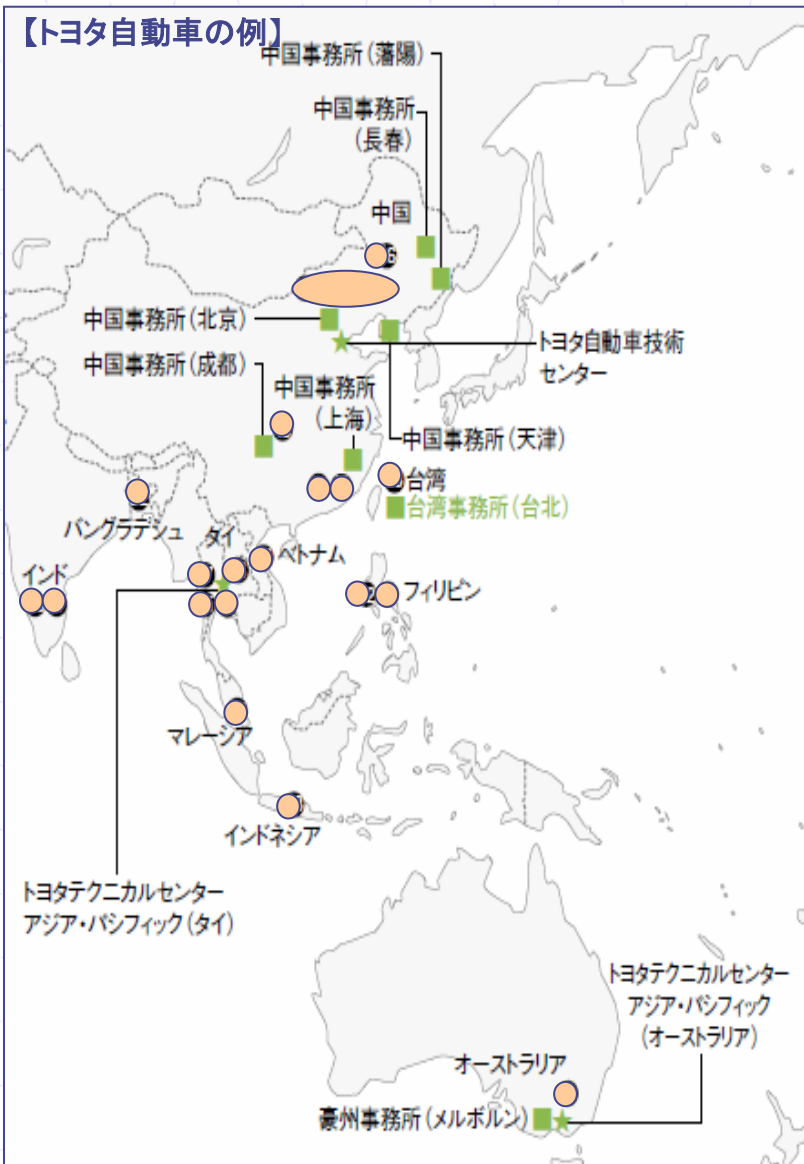 【トヨタ自動車の例】
中国事務所(藩陽)
中国事務所
(長春)
中国
中国事務所(北京)
トヨタ自動車技術
センター
中国事務所(成都)
中国事務所
(上海)
中国事務所(天津)
台湾
台湾事務所(台北)
バングラデシュ
タイ
ベトナム
インド
フィリピン
マレーシア
インドネシア
トヨタテクニカルセンター
アジア・パシフィック(タイ)
トヨタテクニカルセンター
アジア・パシフィック
(オーストラリア)
オーストラリア
豪州事務所(メルボルン)